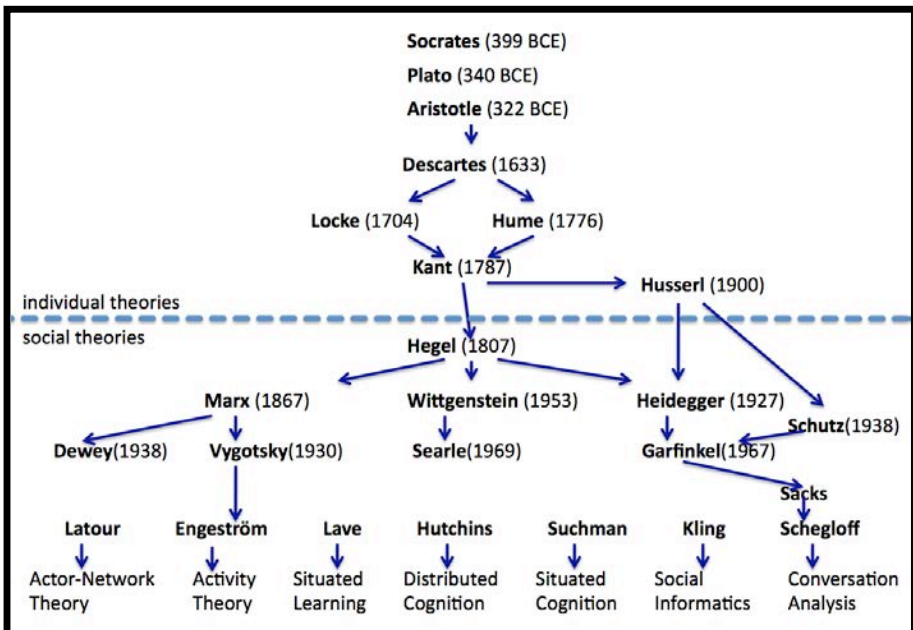 Socrates (399 BCE)
Plato (340 BCE)
Aristotle (322 BCE)
Descartes (1633)
Locke (1704) Hume (1776)
Kant (1787)
Husserl (1900)
individual theories
social theories
Hegel (1807)
Marx (1867) Wittgenstein (1953) Heidegger (1927)
Schutz(1938)
Dewey(1938) Vygotsky(1930) Searle(1969) Garfinkel(1967)
Sacks
Latour Engeström Lave Hutchins Suchman Kling Schegloff
Actor-Network Activity Situated Distributed Situated Social Conversation
Theory Theory Learning Cognition Cognition Informatics Analysis